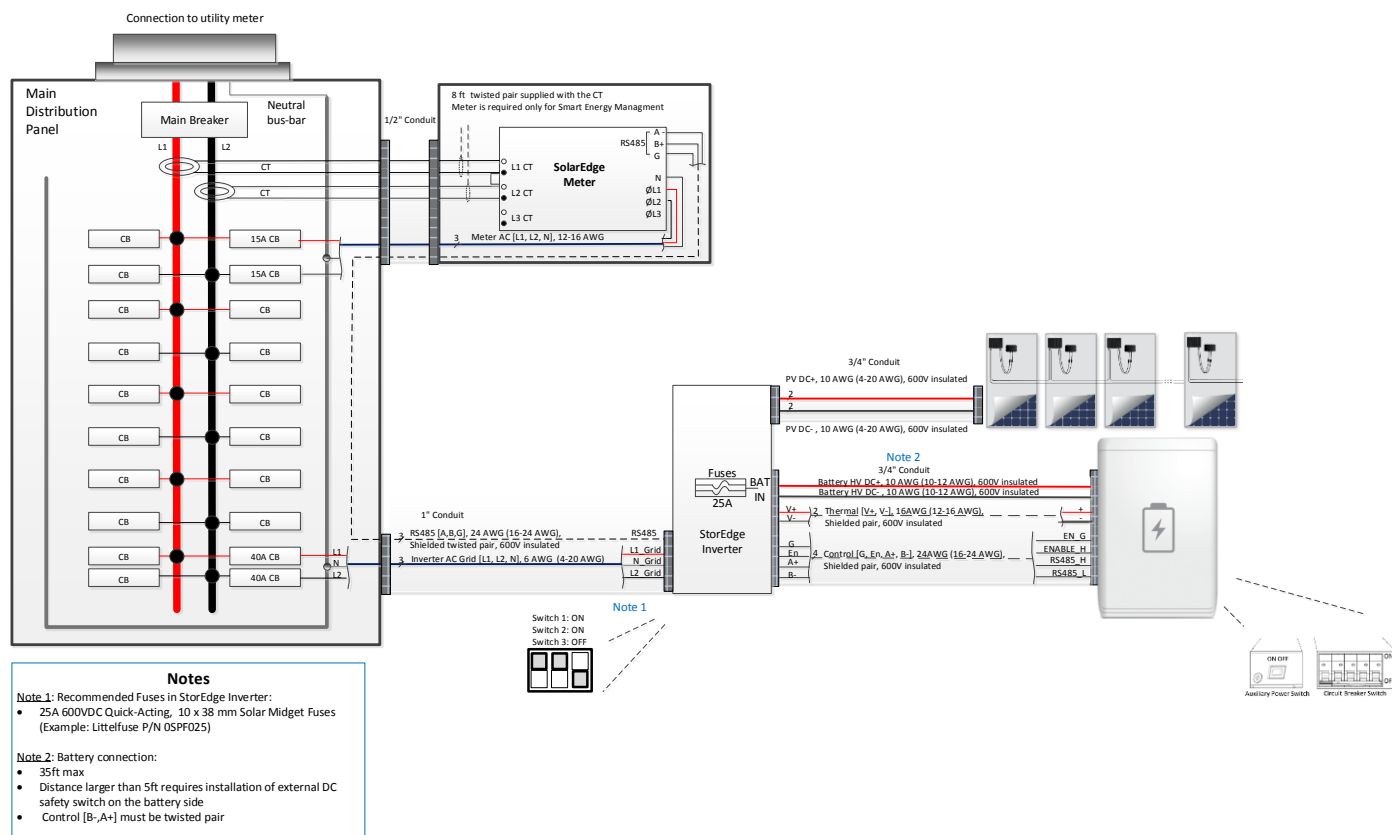 Connection to utility meter
Main
Distribution
Panel
Main Breaker
Neutral
bus-bar
L1
L2
CT
CT
CB
15A CB
CB
15A CB
CB
CB
CB
CB
CB
CB
CB
CB
CB
CB
CB
CB
CB
40A CB
CB
40A CB
L1
N
L2
1/2" Conduit
8 ft twisted pair supplied with the CT
Meter is required only for Smart Energy Managment
SolarEdge
Meter
L1 CT
L2 CT
L3 CT
RS485
A -
B+
G
N
ØL1
ØL2
ØL3
3
Meter AC [L1, L2, N], 12-16 AWG
1" Conduit
3
RS485 [A,B,G], 24 AWG (16-24 AWG),
Shielded twisted pair, 600V insulated
3
Inverter AC Grid [L1, L2, N], 6 AWG (4-20 AWG)
RS485
L1_Grid
N_Grid
L2_Grid
Fuses
25A
BAT
IN
StorEdge
Inverter
V+
V-
G
En
A+
B-
3/4" Conduit
PV DC+, 10 AWG (4-20 AWG), 600V insulated
2
2
PV DC- , 10 AWG (4-20 AWG), 600V insulated
Note 2
3/4" Conduit
Battery HV DC+, 10 AWG (10-12 AWG), 600V insulated
Battery HV DC- , 10 AWG (10-12 AWG), 600V insulated
2
Thermal [V+, V-], 16AWG (12-16 AWG),
Shielded pair, 600V insulated
4
Control [G, En, A+, B-], 24AWG (16-24 AWG),
Shielded pair, 600V insulated
+
-
EN_G
ENABLE_H
RS485_H
RS485_L
Note 1
Switch 1: ON
Switch 2: ON
Switch 3: OFF
ON OFF
Auxiliary Power Switch
ON
OFF
Circuit Breaker Switch
Notes
Note 1: Recommended Fuses in StorEdge Inverter:
• 25A 600VDC Quick-Acting, 10 x 38 mm Solar Midget Fuses
(Example: Littelfuse P/N 0SPF025)
Note 2: Battery connection:
• 35ft max
• Distance larger than 5ft requires installation of external DC
safety switch on the battery side
• Control [B-,A+] must be twisted pair